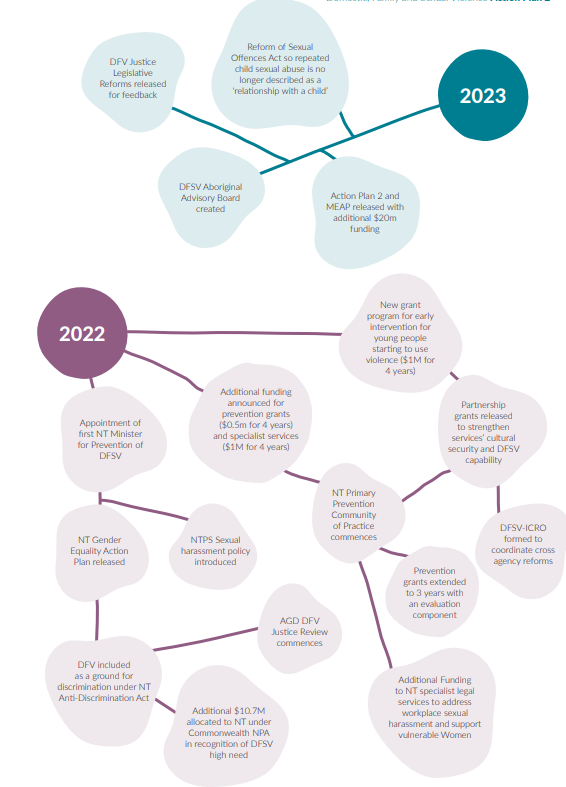 Domestic, Family and Sexual Violence Action Plan 2
DFV Justice
Legislative
Reforms released
for feedback
Reform of Sexual
Offences Act so repeated
child sexual abuse is no
longer described as a
‘relationship with a child’
2023
DFSV Aboriginal
Advisory Board
created
Action Plan 2 and
MEAP released with
additional $20m
funding
2022
New grant
program for early
intervention for
young people
starting to use
violence ($1M for
4 years)
Additional funding
announced for
prevention grants
($0.5m for 4 years)
and specialist services
($1M for 4 years)
Partnership
grants released
to strengthen
services’ cultural
security and DFSV
capability
Appointment of
first NT Minister
for Prevention of
DFSV
NT Primary
Prevention
Community
of Practice
commences
NT Gender
Equality Action
Plan released
NTPS Sexual
harassment policy
introduced
DFSV-ICRO
formed to
coordinate cross
agency reforms
Prevention
grants extended
to 3 years with
an evaluation
component
AGD DFV
Justice Review
commences
DFV included
as a ground for
discrimination under NT
Anti-Discrimination Act
Additional $10.7M
allocated to NT under
Commonwealth NPA
in recognition of DFSV
high need
Additional Funding
to NT specialist legal
services to address
workplace sexual
harassment and support
vulnerable Women